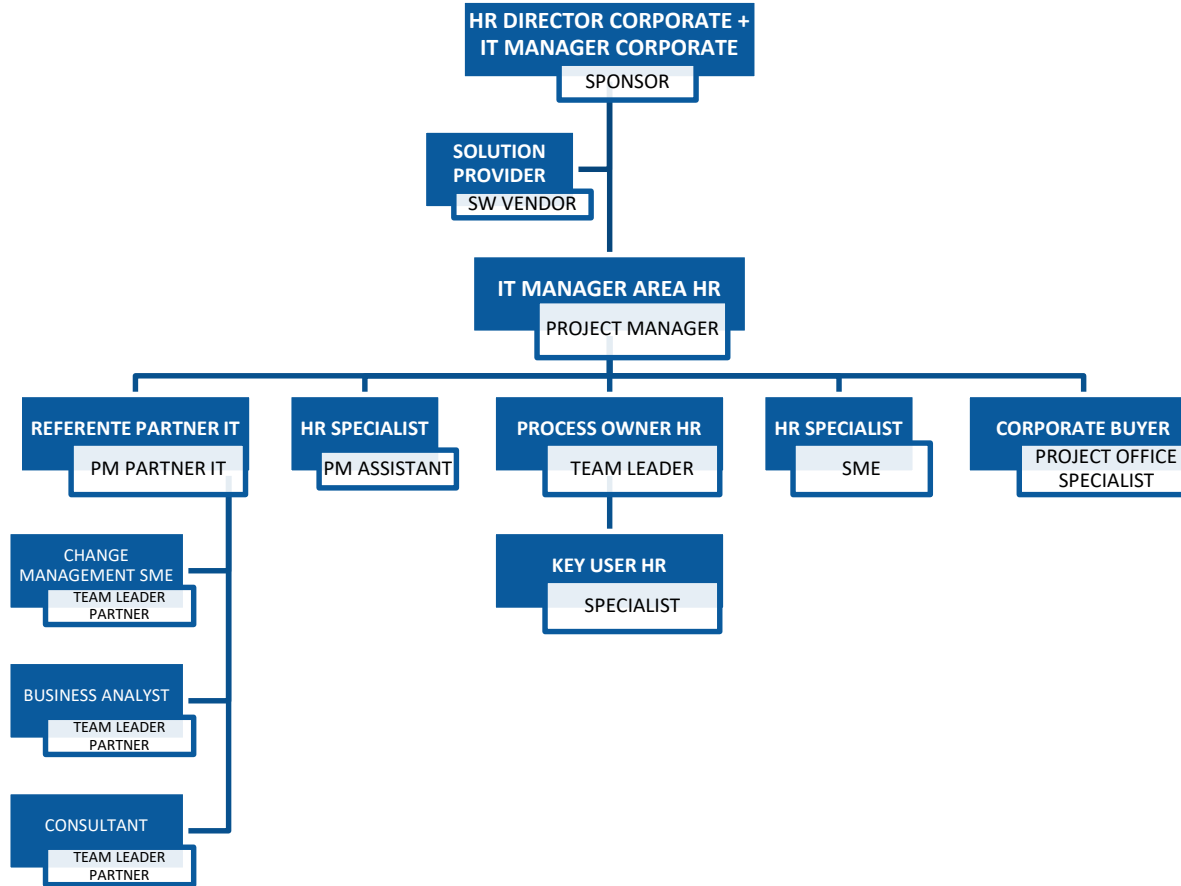 HR DIRECTOR CORPORATE +
IT MANAGER CORPORATE
SPONSOR
SOLUTION
PROVIDER
SW VENDOR
IT MANAGER AREA HR
PROJECT MANAGER
REFERENTE PARTNER IT
PM PARTNER IT
HR SPECIALIST
PM ASSISTANT
PROCESS OWNER HR
TEAM LEADER
HR SPECIALIST
SME
CORPORATE BUYER
PROJECT OFFICE
SPECIALIST
CHANGE
MANAGEMENT SME
TEAM LEADER
PARTNER
KEY USER HR
SPECIALIST
BUSINESS ANALYST
TEAM LEADER
PARTNER
CONSULTANT
TEAM LEADER
PARTNER